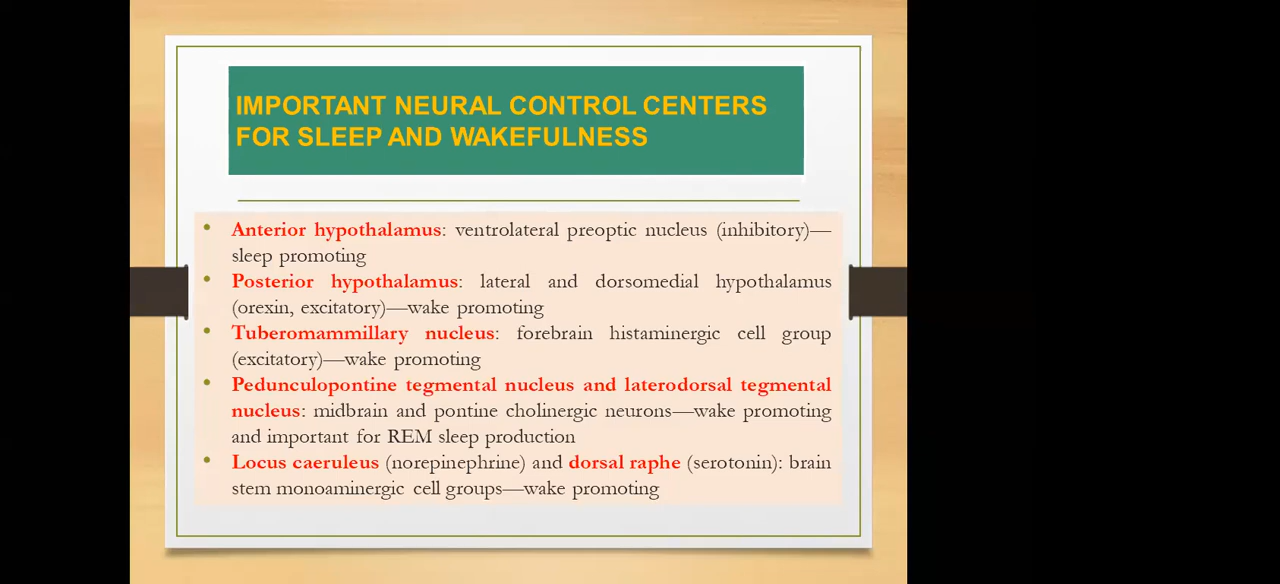 IMPORTANT NEURAL CONTROL CENTERS
FOR SLEEP AND WAKEFULNESS
• Anterior hypothalamus: ventrolateral preoptic nucleus (inhibitory)—
sleep promoting
• Posterior hypothalamus: lateral and dorsomedial hypothalamus
(orexin, excitatory)—wake promoting
• Tuberomammillary nucleus: forebrain histaminergic cell group
(excitatory)—wake promoting
• Pedunculopontine tegmental nucleus and laterodorsal tegmental
nucleus: midbrain and pontine cholinergic neurons—wake promoting
and important for REM sleep production
• Locus caeruleus (norepinephrine) and dorsal raphe (serotonin): brain
stem monoaminergic cell groups—wake promoting